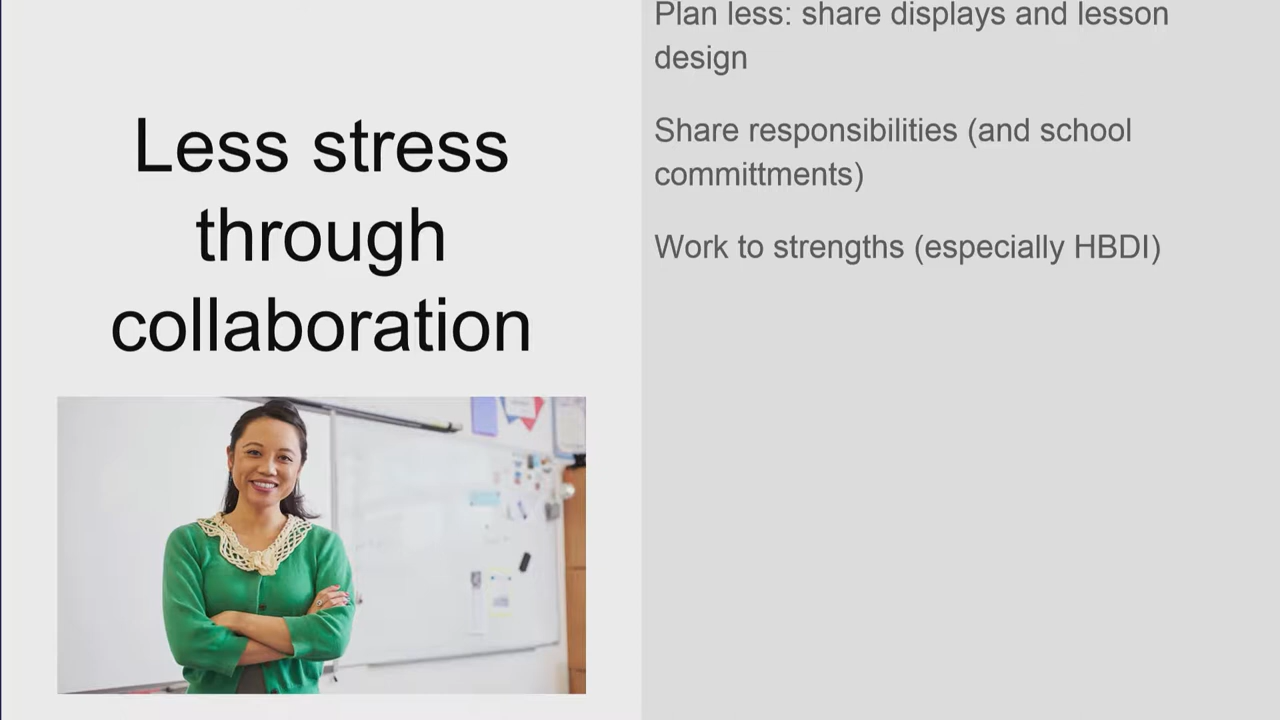 Less stress
through
collaboration
Plan less: share displays and lesson
design
Share responsibilities (and school
committments)
Work to strengths (especially HBDI)